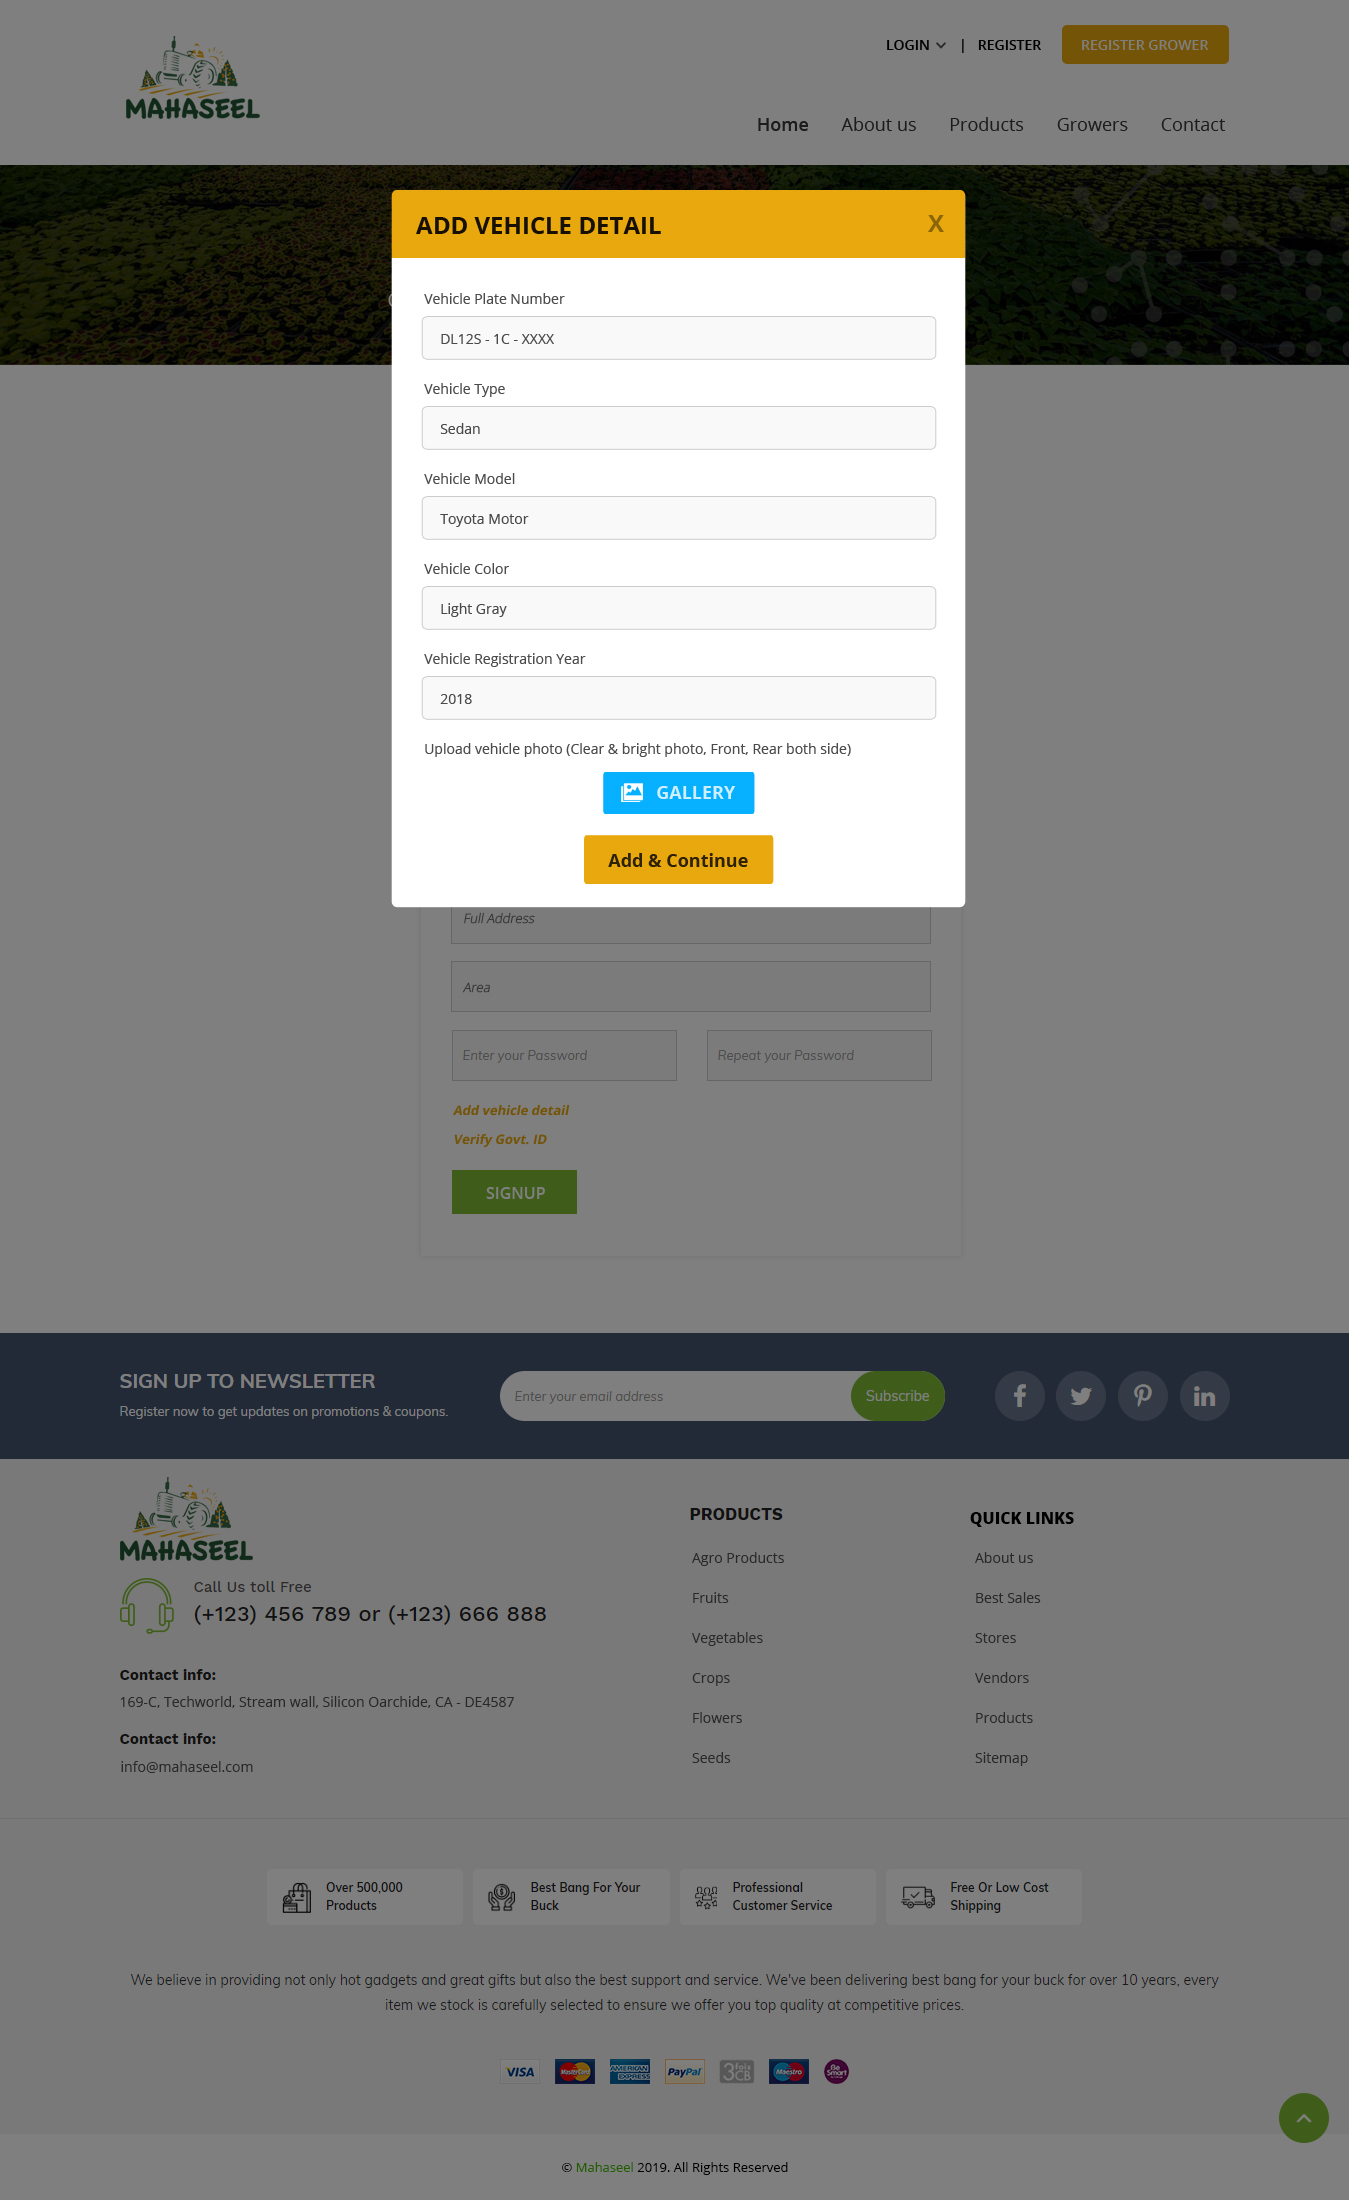 MAHASEEL
LOGIN | REGISTER
REGISTER GROWER
Home About us Products Growers Contact
ADD VEHICLE DETAIL X
Vehicle Plate Number
DL12S - 1C - XXXX
Vehicle Type
Sedan
Vehicle Model
Toyota Motor
Vehicle Color
Light Gray
Vehicle Registration Year
2018
Upload vehicle photo (Clear & bright photo, Front, Rear both side)
GALLERY
Add & Continue
Full Address
Area
Enter your Password Repeat your Password
Add vehicle detail
Verify Govt. ID
SIGNUP
SIGN UP TO NEWSLETTER
Register now to get updates on promotions & coupons.
Enter your email address Subscribe
MAHASEEL
Call Us toll Free
(+123) 456 789 or (+123) 666 888
Contact info:
169-C, Techworld, Stream wall, Silicon Oarchide, CA - DE4587
Contact info:
info@mahaseel.com
PRODUCTS
Agro Products
Fruits
Vegetables
Crops
Flowers
Seeds
QUICK LINKS
About us
Best Sales
Stores
Vendors
Products
Sitemap
Over 500,000
Products
Best Bang For Your
Buck
Professional
Customer Service
Free Or Low Cost
Shipping
We believe in providing not only hot gadgets and great gifts but also the best support and service. We've been delivering best bang for your buck for over 10 years, every
item we stock is carefully selected to ensure we offer you top quality at competitive prices.
VISA
MasterCard
AMERICAN
EXPRESS
PayPal
3 fois
CB
Maestro
Be
Smart
© Mahaseel 2019. All Rights Reserved